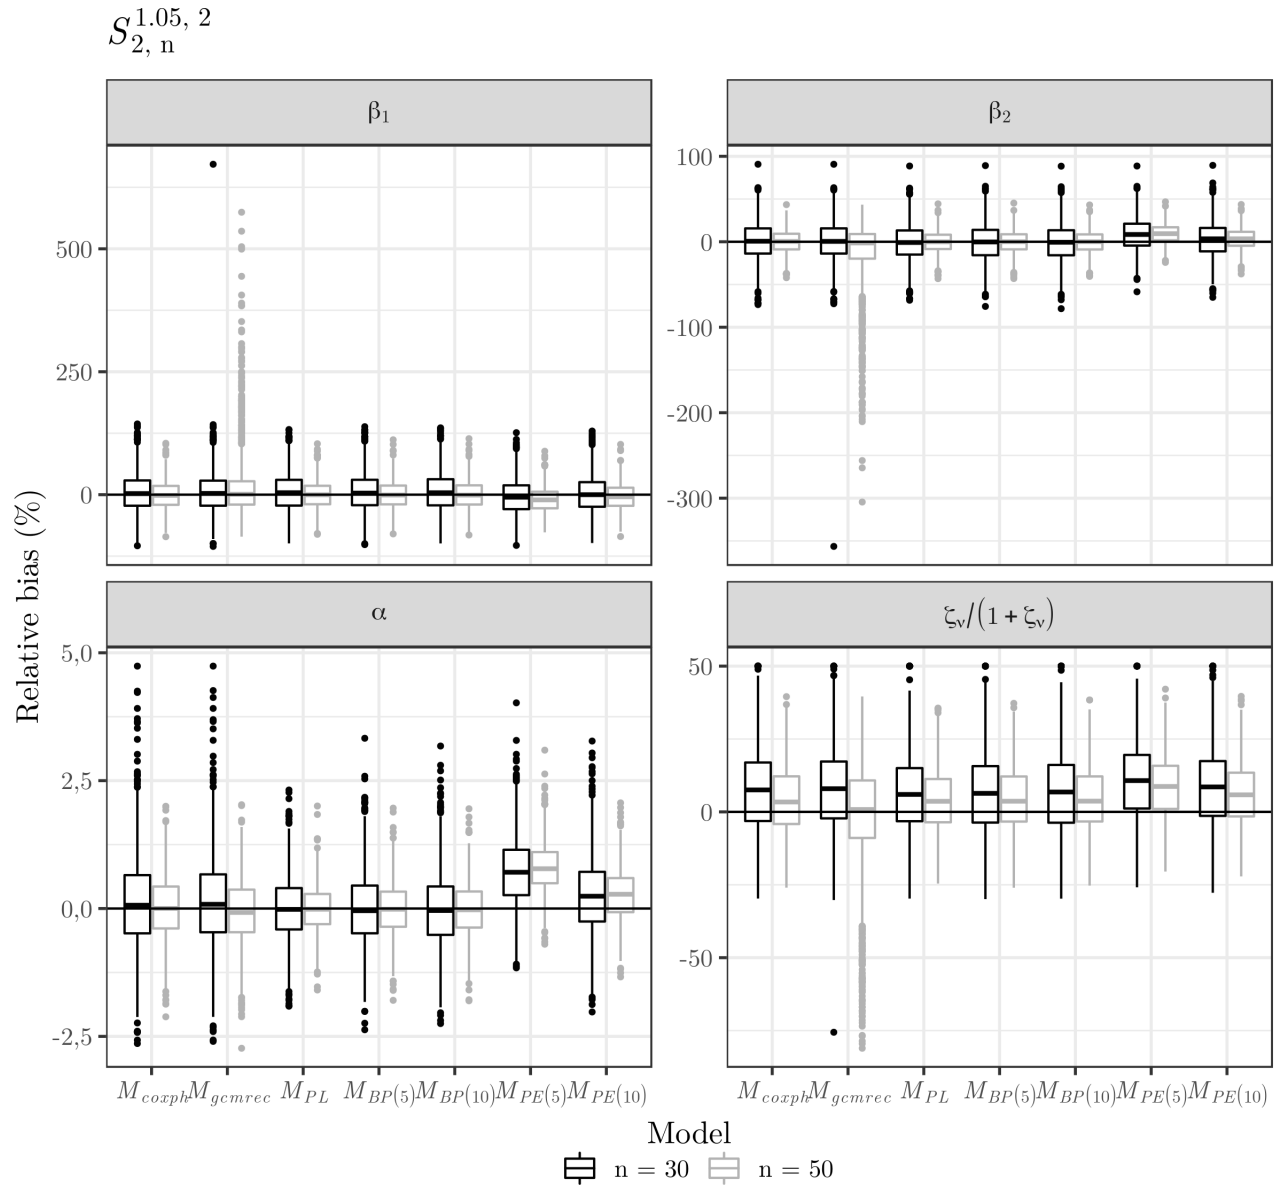 S_{2, n}^{1.05, 2}
β₁
β₂
500
250
0
100
0
-100
-200
-300
Relative bias (%)
α
ζ_ν/(1 + ζ_ν)
5,0
2,5
0,0
-2,5
50
0
-50
M_{coxph} M_{gcmrec} M_{PL} M_{BP(5)} M_{BP(10)} M_{PE(5)} M_{PE(10)}
M_{coxph} M_{gcmrec} M_{PL} M_{BP(5)} M_{BP(10)} M_{PE(5)} M_{PE(10)}
Model
n = 30 n = 50